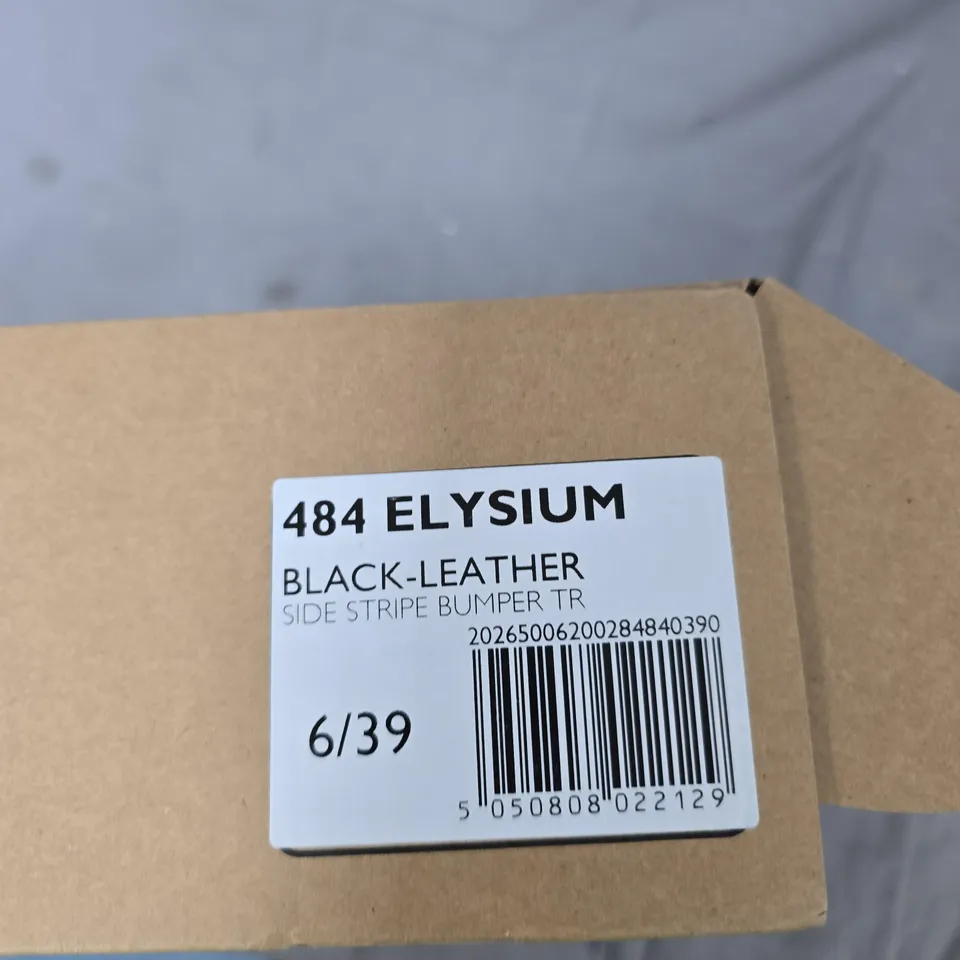 484 ELYSIUM
BLACK-LEATHER
SIDE STRIPE BUMPER TR
20265006200284840390
6/39
5 050808 022129